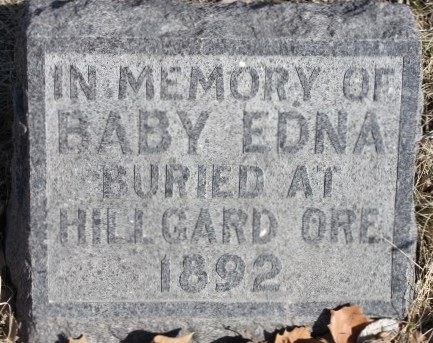 IN MEMORY OF
BABY EDNA
BURIED AT
HILLGARD ORE
1892